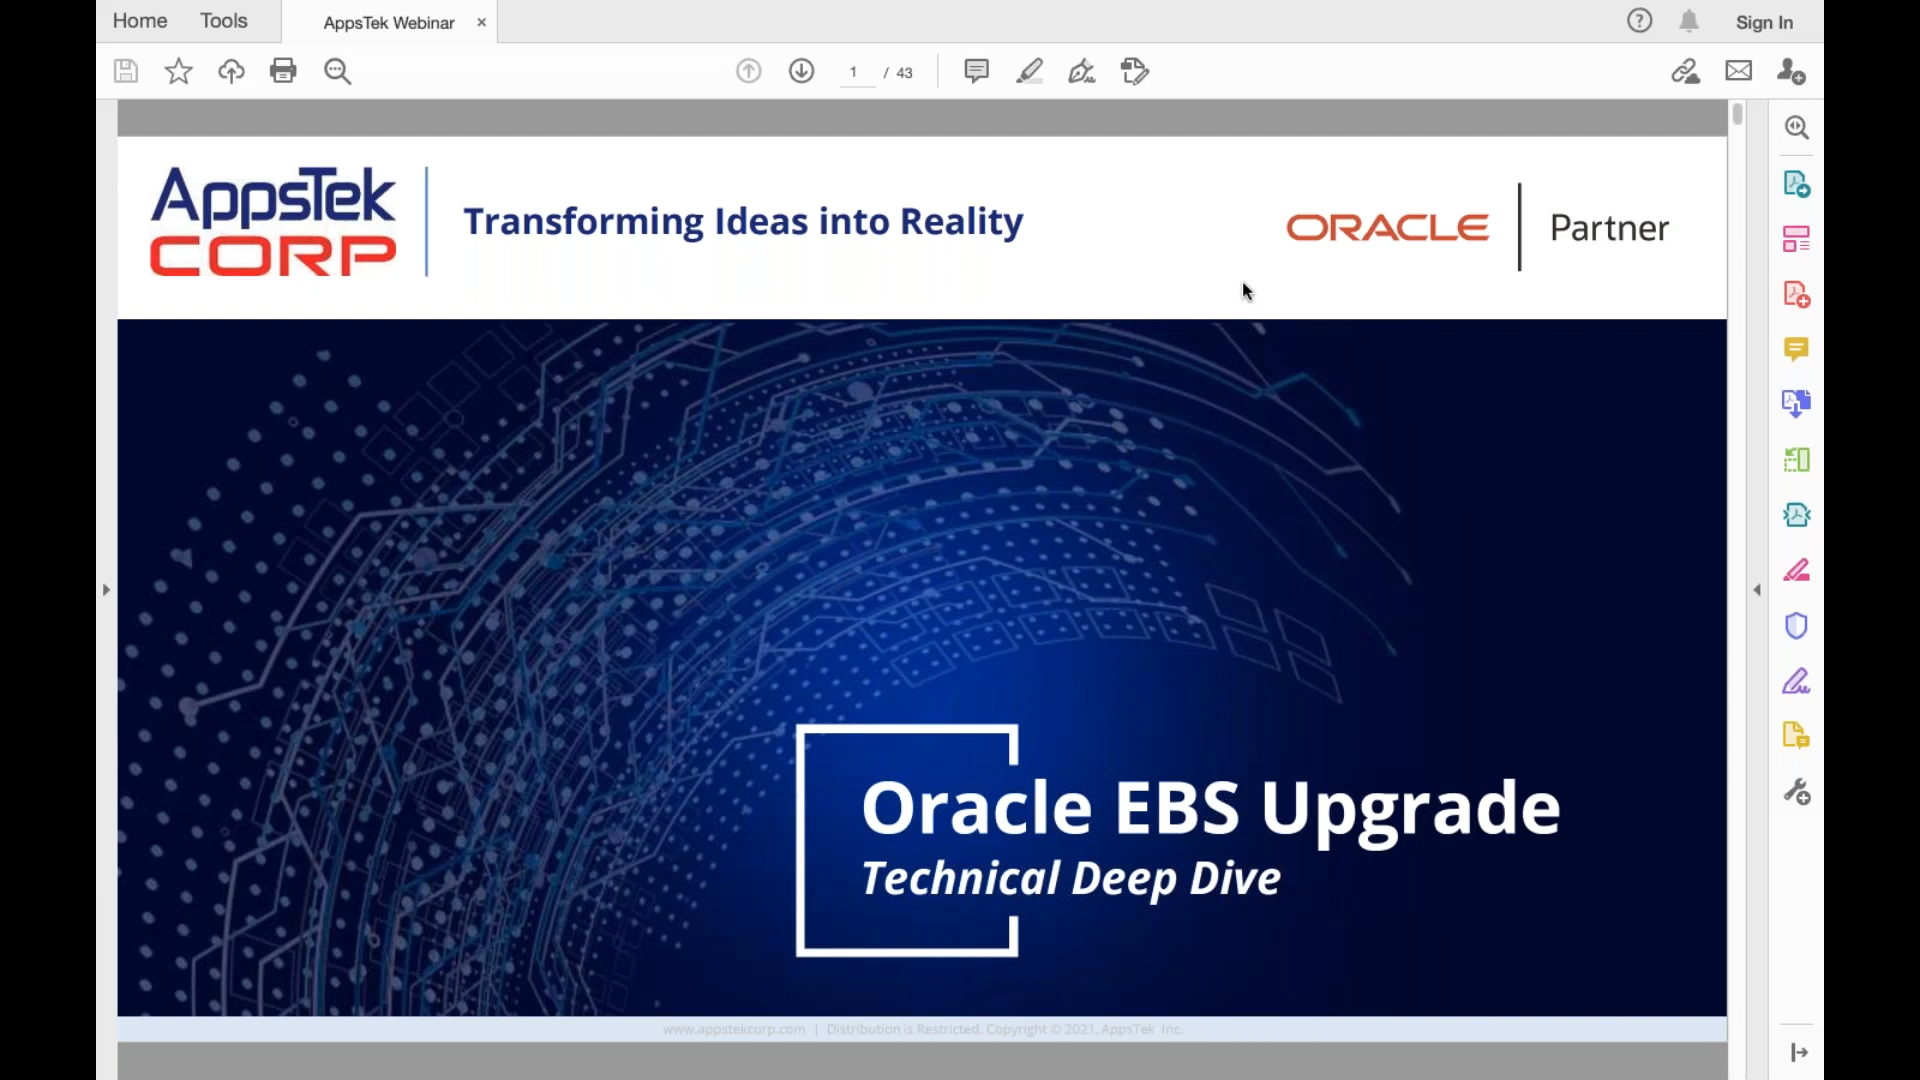 Home Tools AppsTek Webinar × Sign In
1 / 43
AppsTek
CORP
Transforming Ideas into Reality
ORACLE Partner
Oracle EBS Upgrade
Technical Deep Dive
www.appstekcorp.com | Distribution is Restricted. Copyright © 2021, AppsTek Inc.